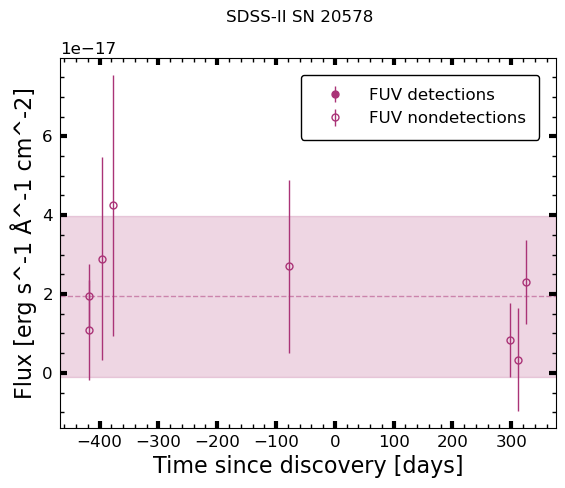 SDSS-II SN 20578
1e−17
FUV detections
FUV nondetections
6
4
2
0
Flux [erg s^-1 Å^-1 cm^-2]
−400 −300 −200 −100 0 100 200 300
Time since discovery [days]